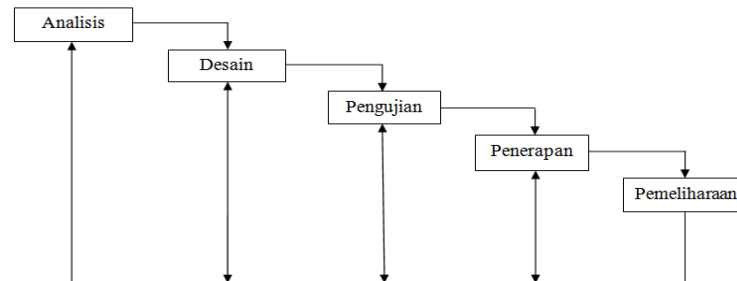 Analisis
Desain
Pengujian
Penerapan
Pemeliharaan